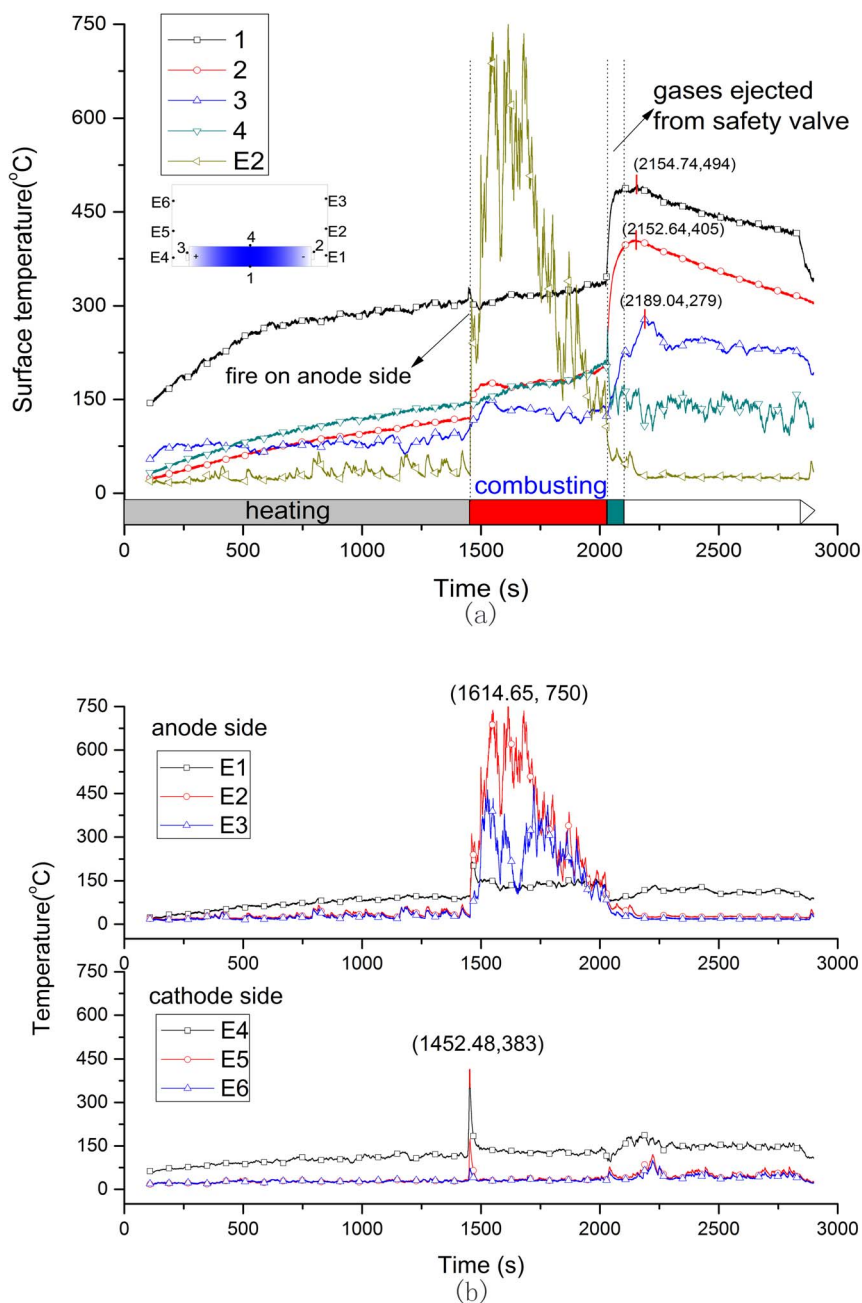 750
600
450
300
150
0
Surface temperature(°C)
1
2
3
4
E2
E6
E3
E5
E2
3
4
2
E4
+
-
E1
1
gases ejected
from safety valve
(2154.74,494)
(2152.64,405)
(2189.04,279)
fire on anode side
combusting
heating
0
500
1000
1500
2000
2500
3000
Time (s)
(a)
(1614.65, 750)
750
600
450
300
150
0
anode side
E1
E2
E3
0
500
1000
1500
2000
2500
3000
Temperature(°C)
750
600
450
300
150
0
cathode side
E4
E5
E6
(1452.48,383)
0
500
1000
1500
2000
2500
3000
Time (s)
(b)